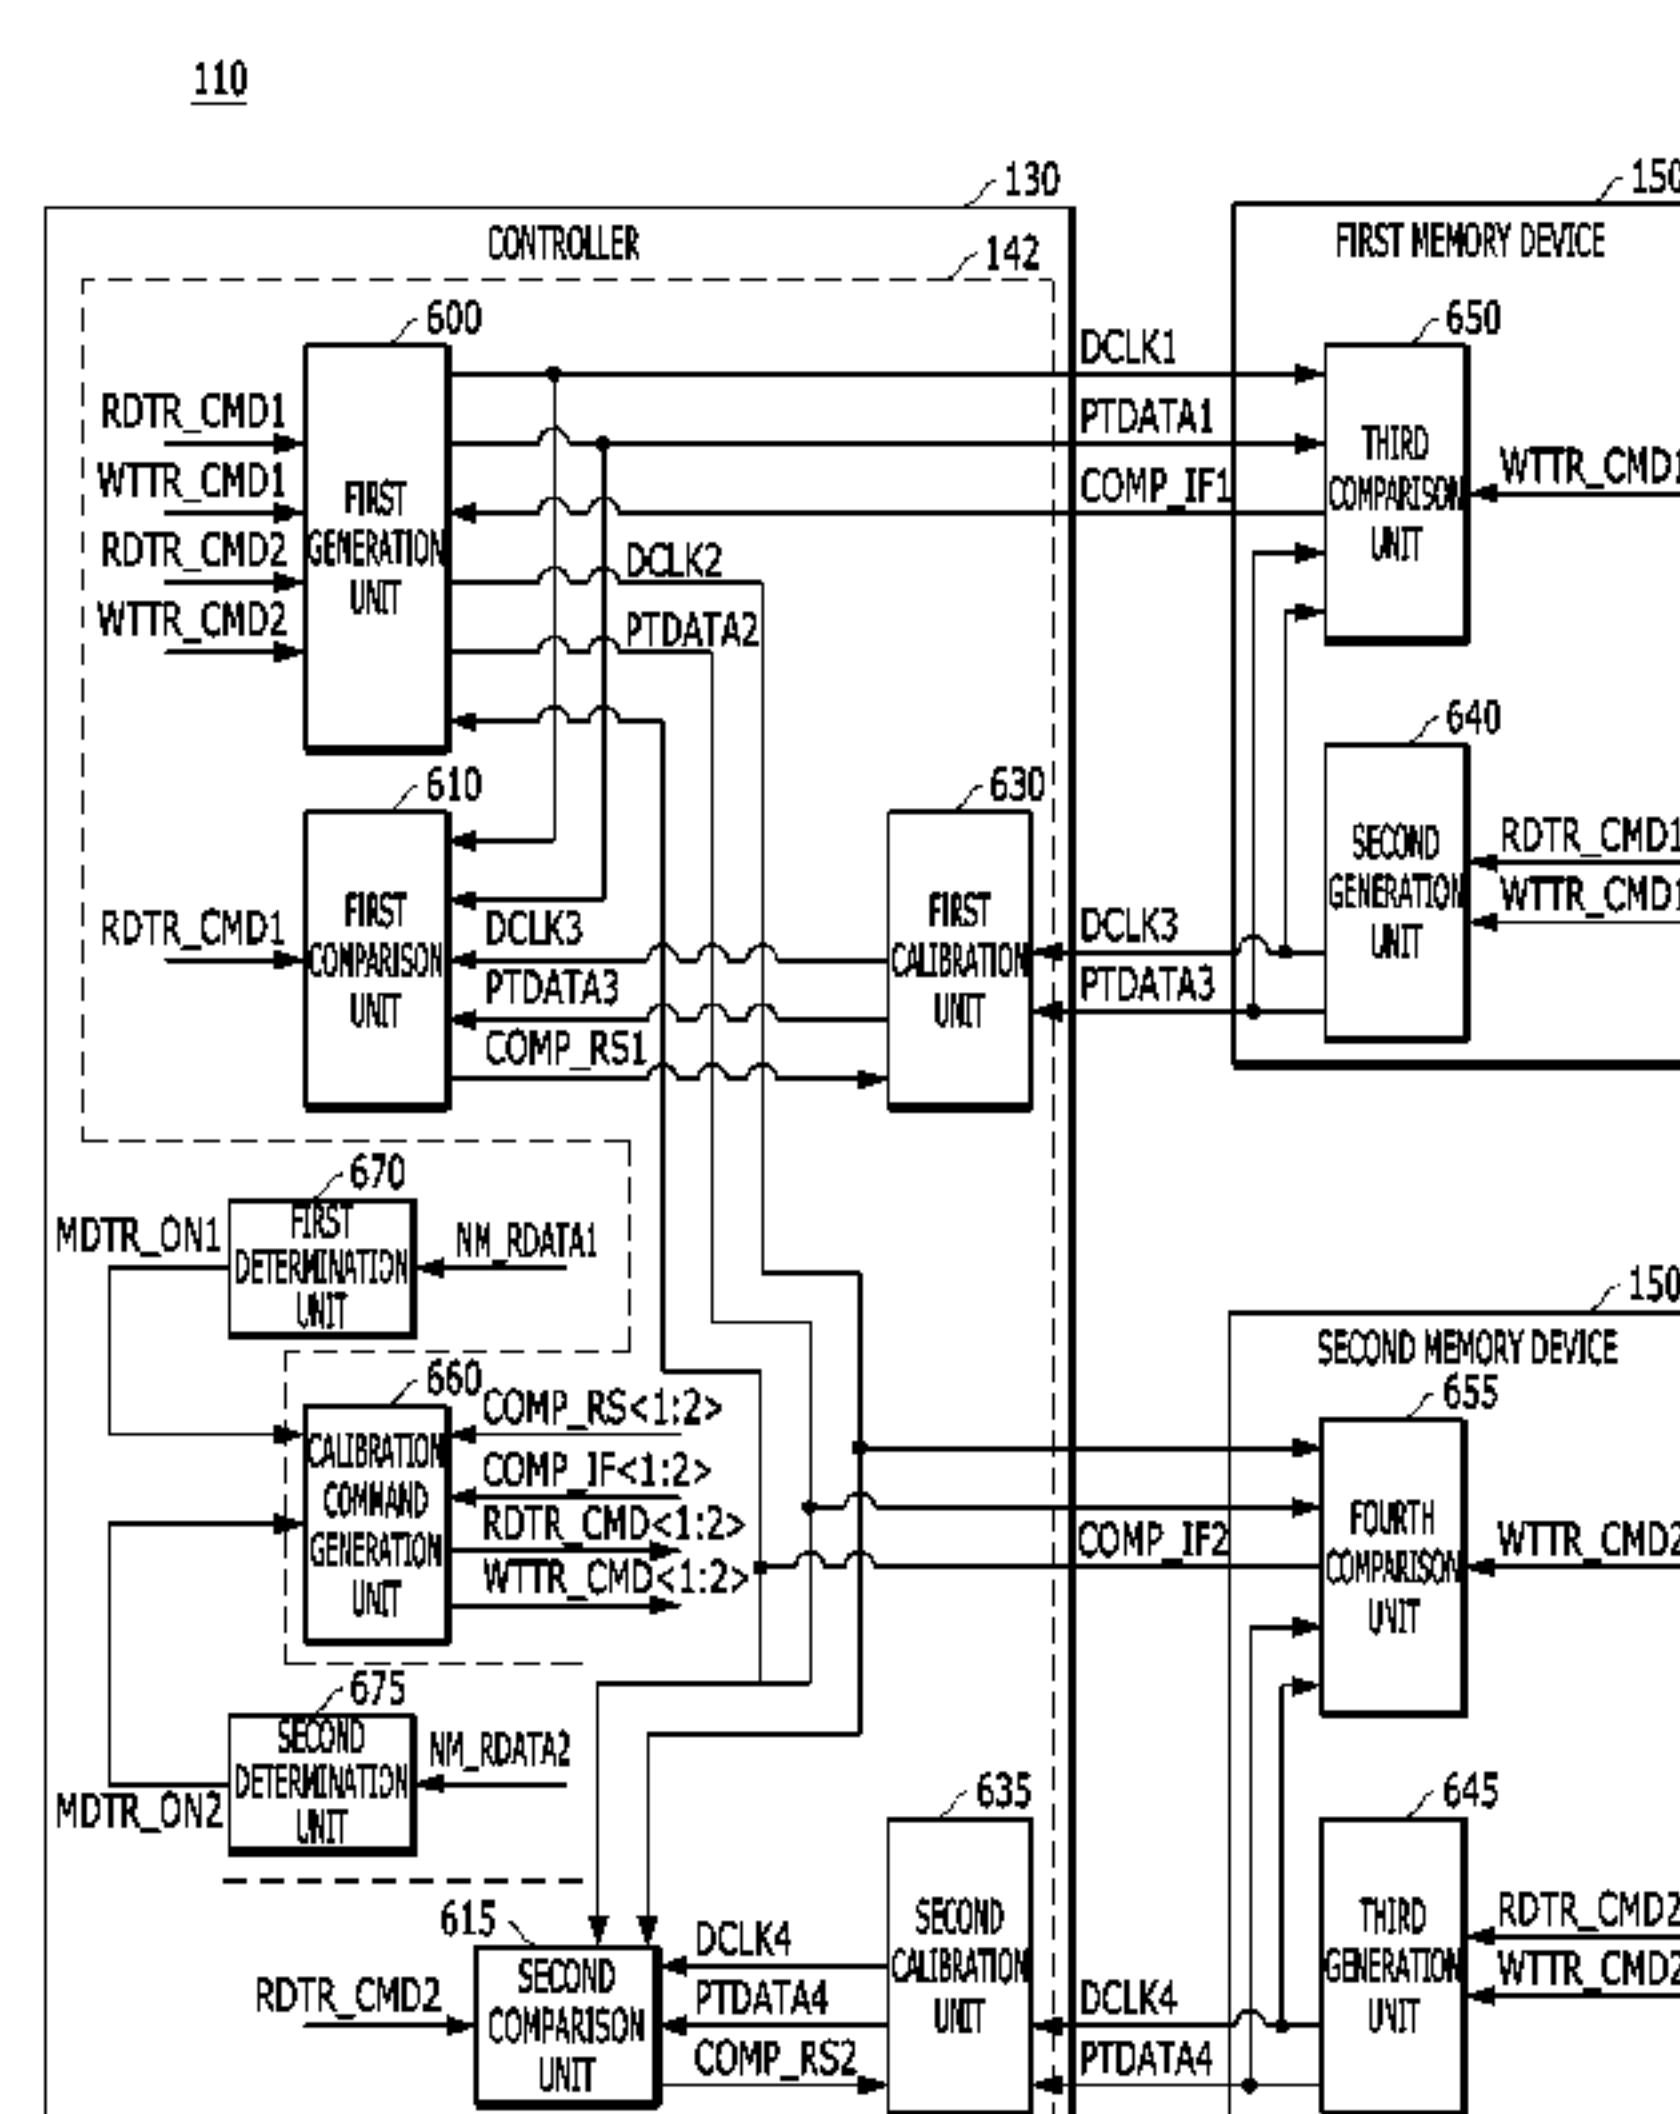 110
130
150
CONTROLLER
FIRST MEMORY DEVICE
142
600
650
DCLK1
RDTR_CMD1
PTDATA1
THIRD
COMPARISON
UNIT
WTTR_CMD1
WTTR_CMD1
COMP_IF1
FIRST
GENERATION
UNIT
RDTR_CMD2
DCLK2
WTTR_CMD2
PTDATA2
640
610
630
SECOND
GENERATION
UNIT
RDTR_CMD1
WTTR_CMD1
RDTR_CMD1
FIRST
COMPARISON
UNIT
DCLK3
PTDATA3
COMP_RS1
FIRST
CALIBRATION
UNIT
DCLK3
PTDATA3
670
MDTR_ON1
FIRST
DETERMINATION
UNIT
NM_RDATA1
150
SECOND MEMORY DEVICE
660
655
CALIBRATION
COMMAND
GENERATION
UNIT
COMP_RS<1:2>
COMP_IF<1:2>
RDTR_CMD<1:2>
WTTR_CMD<1:2>
COMP_IF2
FOURTH
COMPARISON
UNIT
WTTR_CMD2
675
SECOND
DETERMINATION
UNIT
NM_RDATA2
MDTR_ON2
635
645
615
SECOND
COMPARISON
UNIT
RDTR_CMD2
DCLK4
PTDATA4
COMP_RS2
SECOND
CALIBRATION
UNIT
DCLK4
PTDATA4
THIRD
GENERATION
UNIT
RDTR_CMD2
WTTR_CMD2